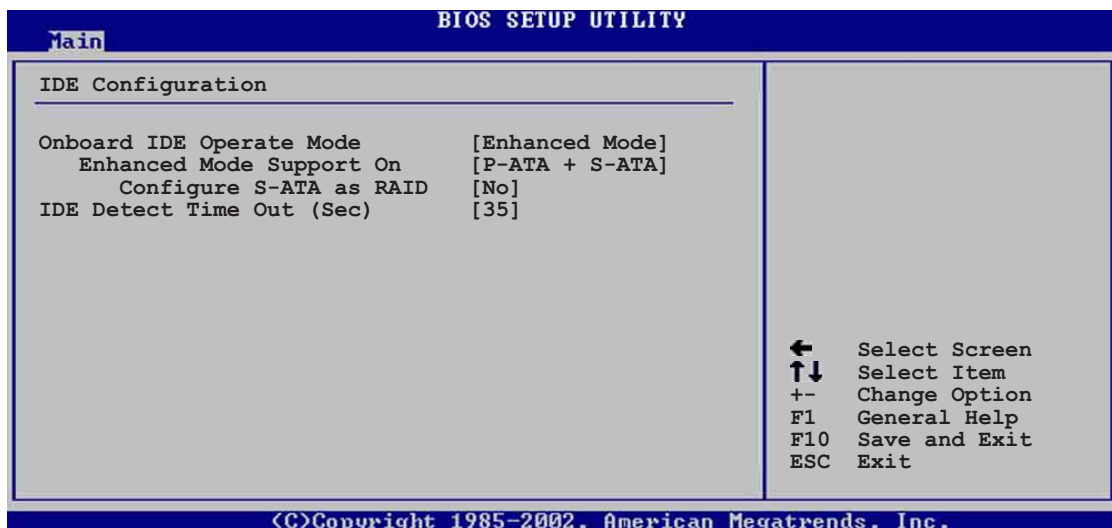 BIOS SETUP UTILITY
Main
IDE Configuration
Onboard IDE Operate Mode [Enhanced Mode]
Enhanced Mode Support On [P-ATA + S-ATA]
Configure S-ATA as RAID [No]
IDE Detect Time Out (Sec) [35]
← Select Screen
↑↓ Select Item
+- Change Option
F1 General Help
F10 Save and Exit
ESC Exit
(C)Copyright 1985-2002, American Megatrends, Inc.